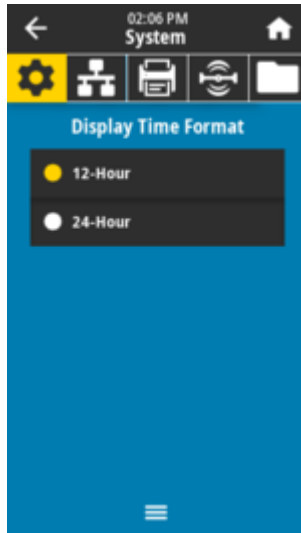 02:06 PM
System
Display Time Format
12-Hour
24-Hour